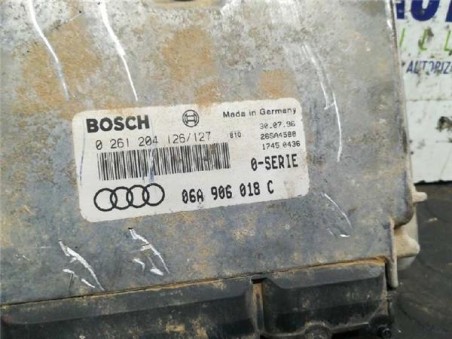 BOSCH
Made in Germany
0 261 204 126/127 810
30.07.96
265A4588
1745.0436
0-SERIE
06A 906 018 C
AUTORIZ